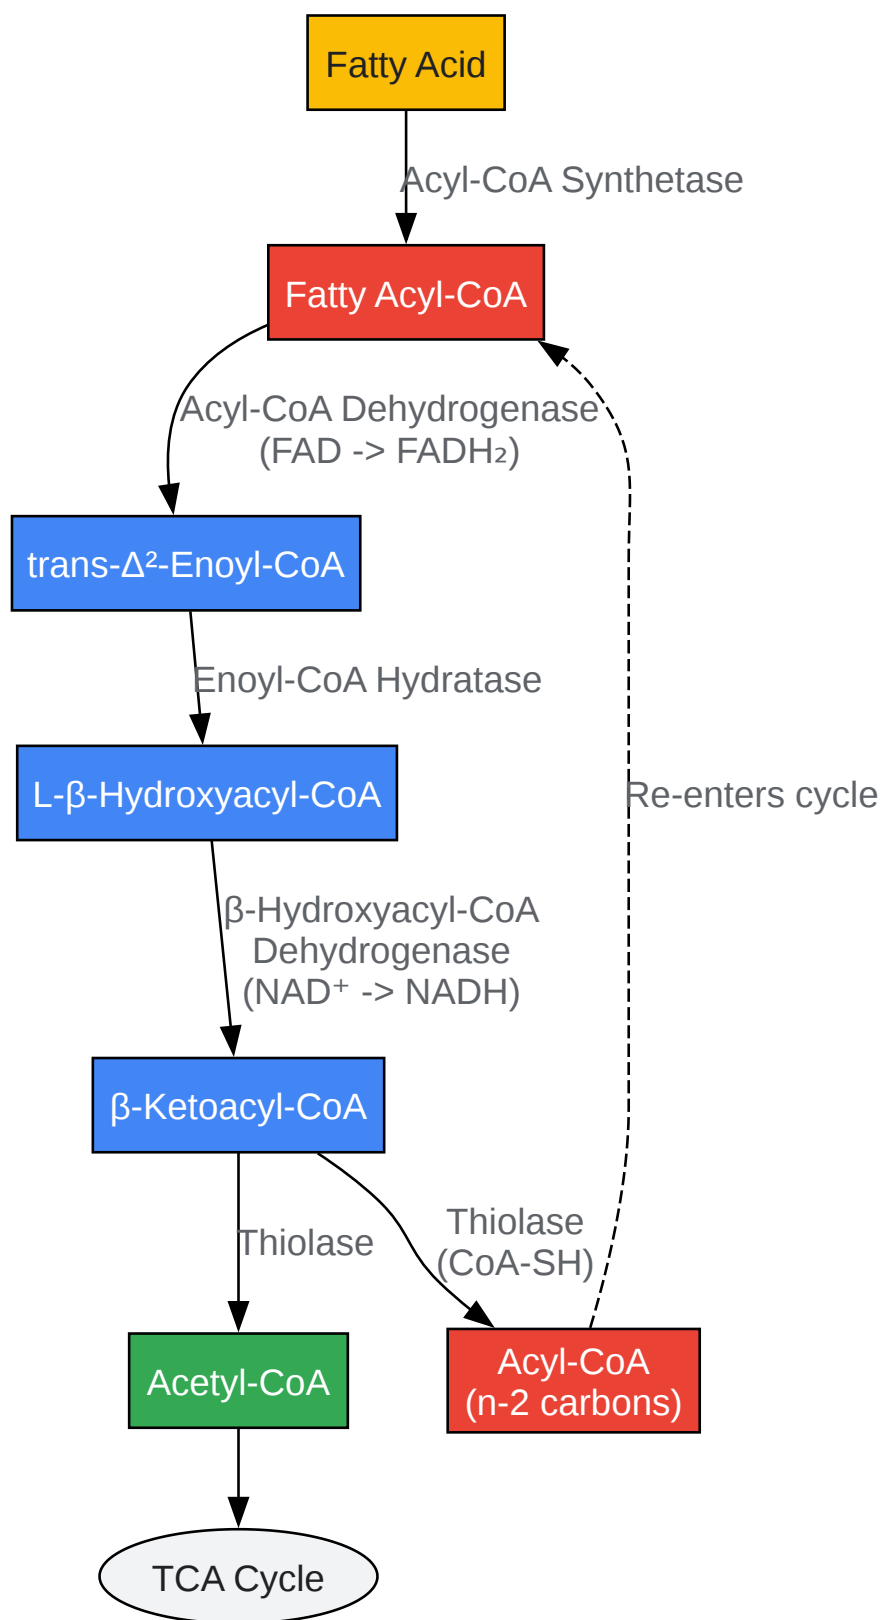 Fatty Acid
Acyl-CoA Synthetase
Fatty Acyl-CoA
Acyl-CoA Dehydrogenase
(FAD -> FADH₂)
trans-Δ²-Enoyl-CoA
Enoyl-CoA Hydratase
L-β-Hydroxyacyl-CoA
Re-enters cycle
β-Hydroxyacyl-CoA
Dehydrogenase
(NAD⁺ -> NADH)
β-Ketoacyl-CoA
Thiolase
Thiolase
(CoA-SH)
Acetyl-CoA
Acyl-CoA
(n-2 carbons)
TCA Cycle